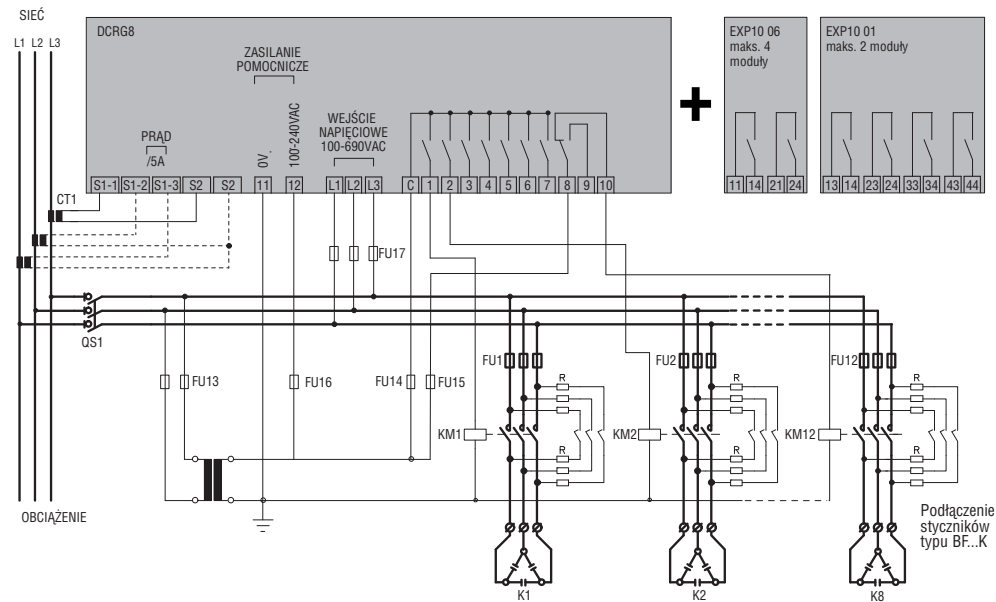 SIEĆ
L1 L2 L3
DCRG8
ZASILANIE
POMOCNICZE
PRĄD
/5A
0V.
100-240VAC
WEJŚCIE
NAPIĘCIOWE
100-690VAC
S1-1 S1-2 S1-3 S2 S2 11 12 L1 L2 L3 C 1 2 3 4 5 6 7 8 9 10
EXP10 06
maks. 4
moduły
11 14 21 24
EXP10 01
maks. 2 moduły
13 14 23 24 33 34 43 44
CT1
FU17
QS1
FU1 FU2 FU12
FU13 FU16 FU14 FU15
R R R
KM1 KM2 KM12
R R R
OBCIĄŻENIE
Podłączenie
styczników
typu BF...K
K1 K2 K8